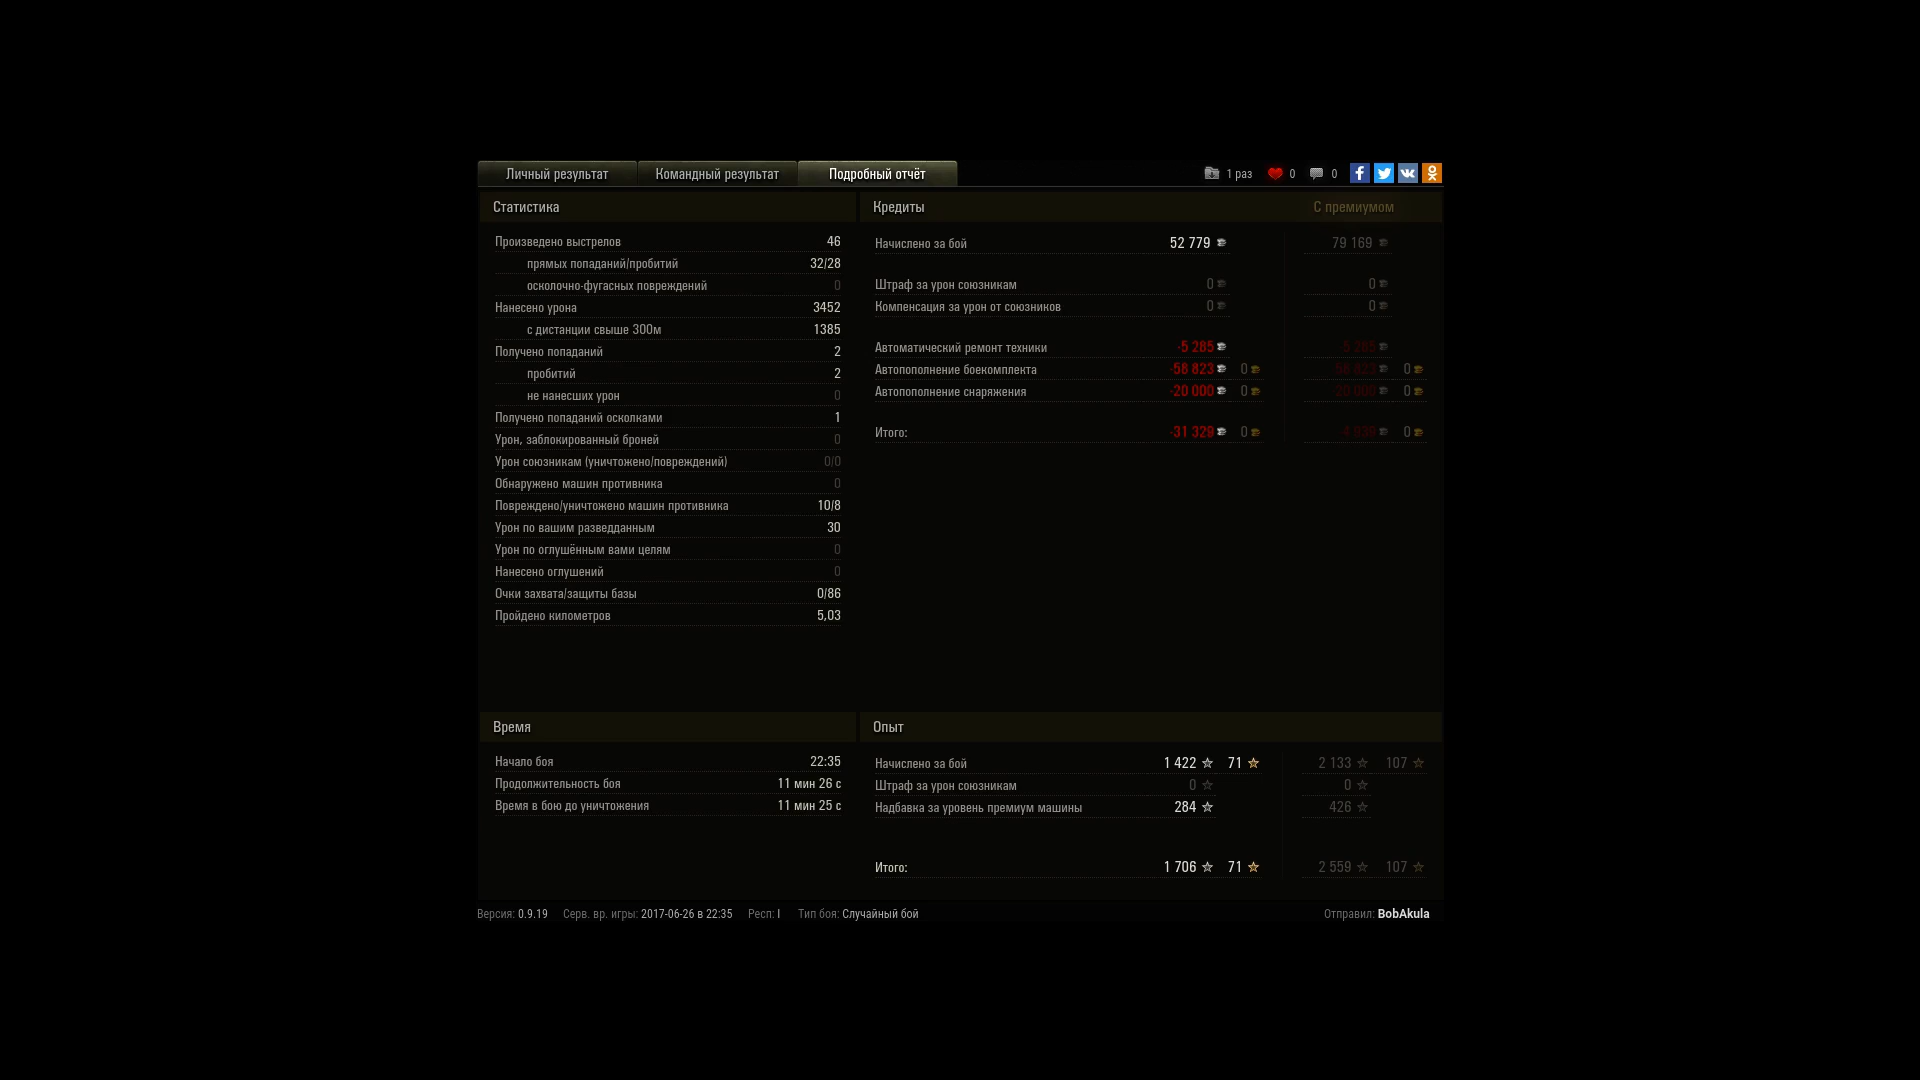 Личный результат Командный результат Подробный отчёт 1 раз 0 0
Статистика
Произведено выстрелов 46
прямых попаданий/пробитий 32/28
осколочно-фугасных повреждений 0
Нанесено урона 3452
с дистанции свыше 300м 1385
Получено попаданий 2
пробитий 2
не нанесших урон 0
Получено попаданий осколками 1
Урон, заблокированный броней 0
Урон союзникам (уничтожено/повреждений) 0/0
Обнаружено машин противника 0
Повреждено/уничтожено машин противника 10/8
Урон по вашим разведданным 30
Урон по оглушённым вами целям 0
Нанесено оглушений 0
Очки захвата/защиты базы 0/86
Пройдено километров 5,03
Кредиты С премиумом
Начислено за бой 52 779 79 169
Штраф за урон союзникам 0 0
Компенсация за урон от союзников 0 0
Автоматический ремонт техники -5 285 5 285
Автопополнение боекомплекта -58 823 0 58 823 0
Автопополнение снаряжения -20 000 0 20 000 0
Итого: -31 329 0 -4 939 0
Время
Начало боя 22:35
Продолжительность боя 11 мин 26 с
Время в бою до уничтожения 11 мин 25 с
Опыт
Начислено за бой 1 422 71 2 133 107
Штраф за урон союзникам 0 0
Надбавка за уровень премиум машины 284 426
Итого: 1 706 71 2 559 107
Версия: 0.9.19 Серв. вр. игры: 2017-06-26 в 22:35 Респ: I Тип боя: Случайный бой Отправил: BobAkula